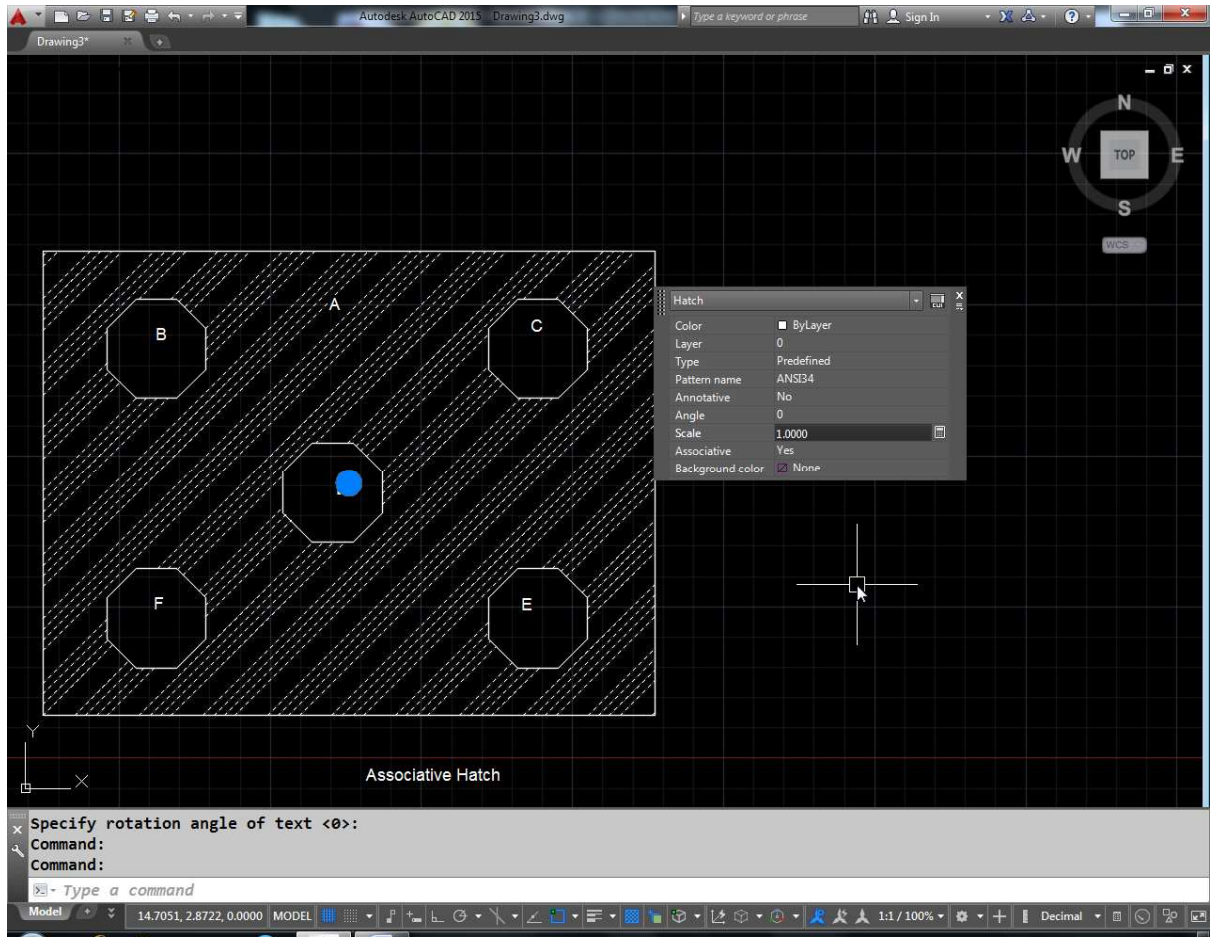 Autodesk AutoCAD 2015 Drawing3.dwg
Type a keyword or phrase
Sign In
Drawing3*
N
W TOP E
S
WCS
A
B
C
F
E
Hatch
CUI
Color ByLayer
Layer 0
Type Predefined
Pattern name ANSI34
Annotative No
Angle 0
Scale 1.0000
Associative Yes
Background color None
Y
X
Associative Hatch
Specify rotation angle of text <0>:
Command:
Command:
Type a command
Model 14.7051, 2.8722, 0.0000 MODEL 1:1 / 100% Decimal